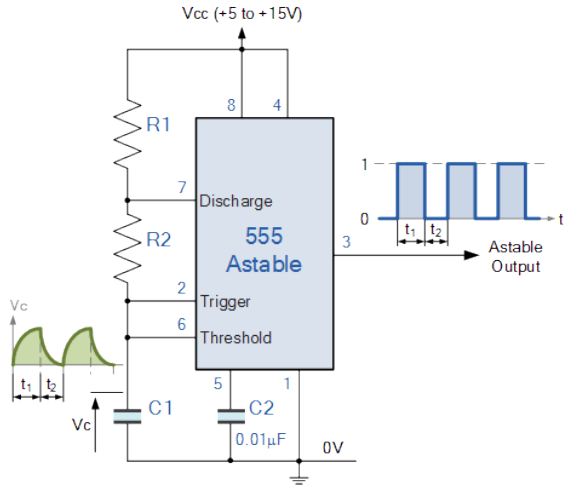 Vcc (+5 to +15V)
8
4
R1
7
Discharge
1
0
t₁
t₂
t
R2
555
Astable
3
Astable
Output
2
Trigger
Vc
6
Threshold
t₁
t₂
Vc
C1
5
1
C2
0.01µF
0V